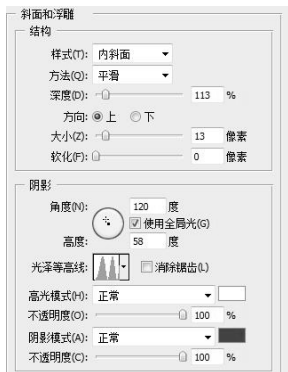 斜面和浮雕
结构
样式(T): 内斜面
方法(Q): 平滑
深度(D): 113 %
方向: 上 下
大小(Z): 13 像素
软化(F): 0 像素
阴影
角度(N): 120 度
使用全局光(G)
高度: 58 度
光泽等高线: 消除锯齿(L)
高光模式(H): 正常
不透明度(O): 100 %
阴影模式(A): 正常
不透明度(C): 100 %